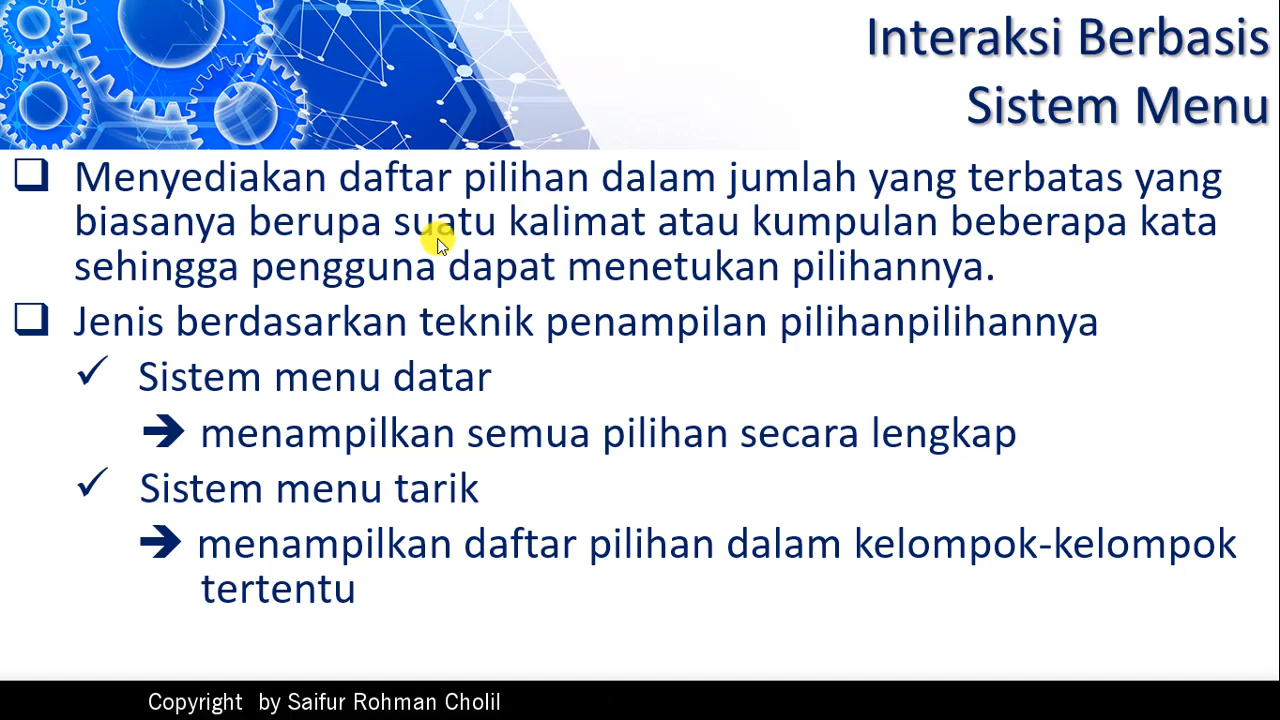 Interaksi Berbasis
Sistem Menu
Menyediakan daftar pilihan dalam jumlah yang terbatas yang
biasanya berupa suatu kalimat atau kumpulan beberapa kata
sehingga pengguna dapat menetukan pilihannya.
Jenis berdasarkan teknik penampilan pilihanpilihannya
✓ Sistem menu datar
➔ menampilkan semua pilihan secara lengkap
✓ Sistem menu tarik
➔ menampilkan daftar pilihan dalam kelompok-kelompok
tertentu
Copyright by Saifur Rohman Cholil